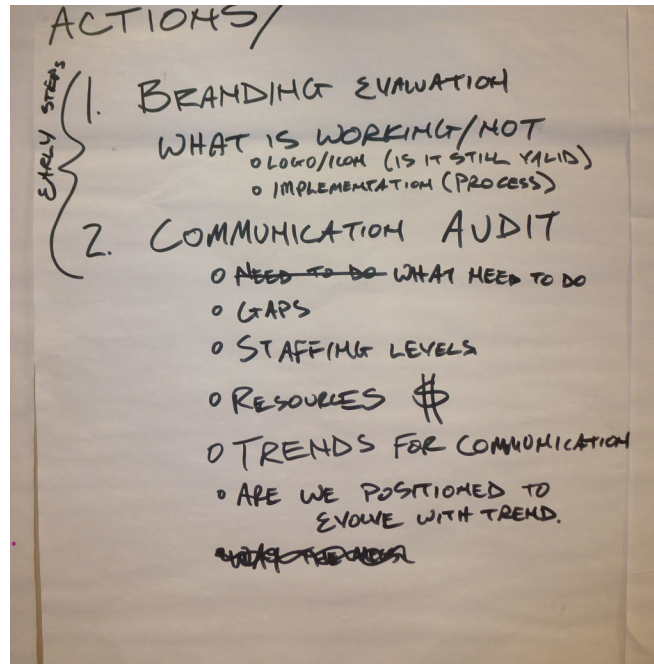 ACTIONS/
EARLY STEPS
1. BRANDING EVALUATION
WHAT IS WORKING/NOT
o LOGO/ICON (IS IT STILL VALID)
o IMPLEMENTATION (PROCESS)
2. COMMUNICATION AUDIT
o NEED TO DO WHAT NEED TO DO
o GAPS
o STAFFING LEVELS
o RESOURCES $
o TRENDS FOR COMMUNICATION
o ARE WE POSITIONED TO
EVOLVE WITH TREND.